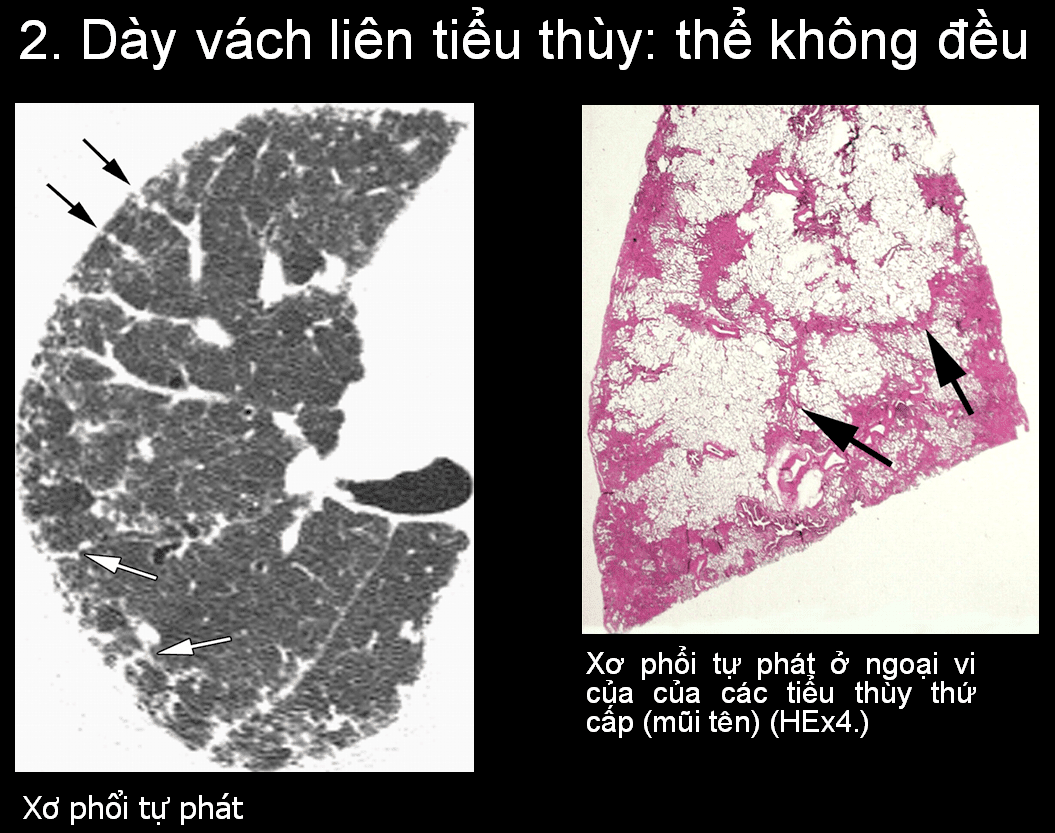 2. Dày vách liên tiểu thùy: thể không đều
Xơ phổi tự phát ở ngoại vi
của của các tiểu thùy thứ
cấp (mũi tên) (HEx4.)
Xơ phổi tự phát